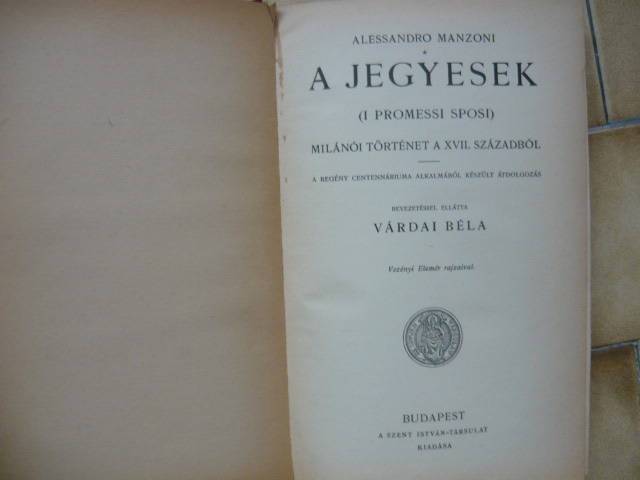 ALESSANDRO MANZONI
*
A JEGYESEK
(I PROMESSI SPOSI)
MILÁNÓI TÖRTÉNET A XVII. SZÁZADBÓL
A REGÉNY CENTENNÁRIUMA ALKALMÁBÓL KÉSZÜLT ÁTDOLGOZÁS
BEVEZETÉSSEL ELLÁTTA
VÁRDAI BÉLA
Vezényi Elemér rajzaival
BUDAPEST
A SZENT ISTVÁN-TÁRSULAT
KIADÁSA